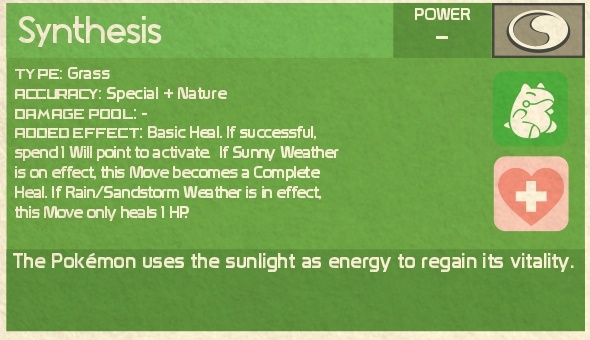 Synthesis
POWER
–
TYPE: Grass
ACCURACY: Special + Nature
DAMAGE POOL: -
ADDED EFFECT: Basic Heal. If successful,
spend 1 Will point to activate. If Sunny Weather
is on effect, this Move becomes a Complete
Heal. If Rain/Sandstorm Weather is in effect,
this Move only heals 1 HP.
The Pokémon uses the sunlight as energy to regain its vitality.